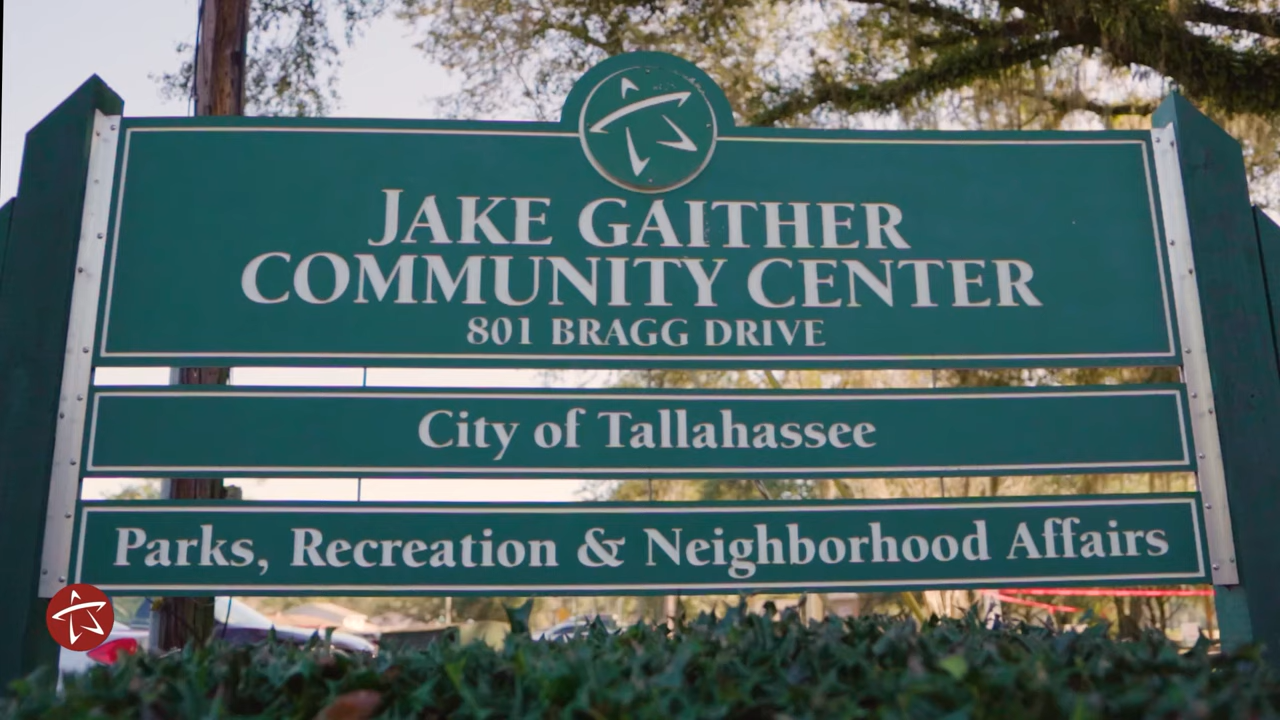 JAKE GAITHER
COMMUNITY CENTER
801 BRAGG DRIVE
City of Tallahassee
Parks, Recreation & Neighborhood Affairs